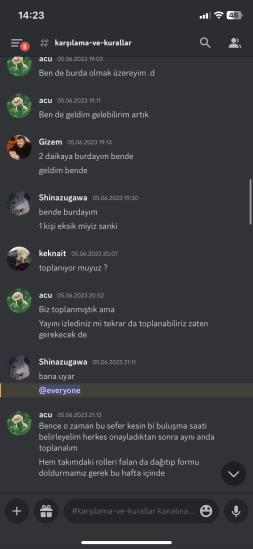 14:23
48
5
# karşılama-ve-kurallar
acu 05.06.2023 19:03
Ben de burda olmak üzereyim .d
acu 05.06.2023 19:11
Ben de geldim gelebilirim artık
Gizem 05.06.2023 19:13
2 daikaya burdayım bende
geldim bende
Shinazugawa 05.06.2023 19:30
bende burdayım
1 kişi eksik miyiz sanki
keknait 05.06.2023 20:07
toplanıyor muyuz ?
acu 05.06.2023 20:52
Biz toplanmıştık ama
Yayını izlediniz mi tekrar da toplanabiliriz zaten
gerekecek de
Shinazugawa 05.06.2023 21:11
bana uyar
@everyone
acu 05.06.2023 21:13
Bence o zaman bu sefer kesin bi buluşma saati
belirleyelim herkes onayladıktan sonra aynı anda
toplanalım
Hem takımdaki rolleri falan da dağıtıp formu
doldurmamız gerek bu hafta içinde
#karşılama-ve-kurallar kanalına...